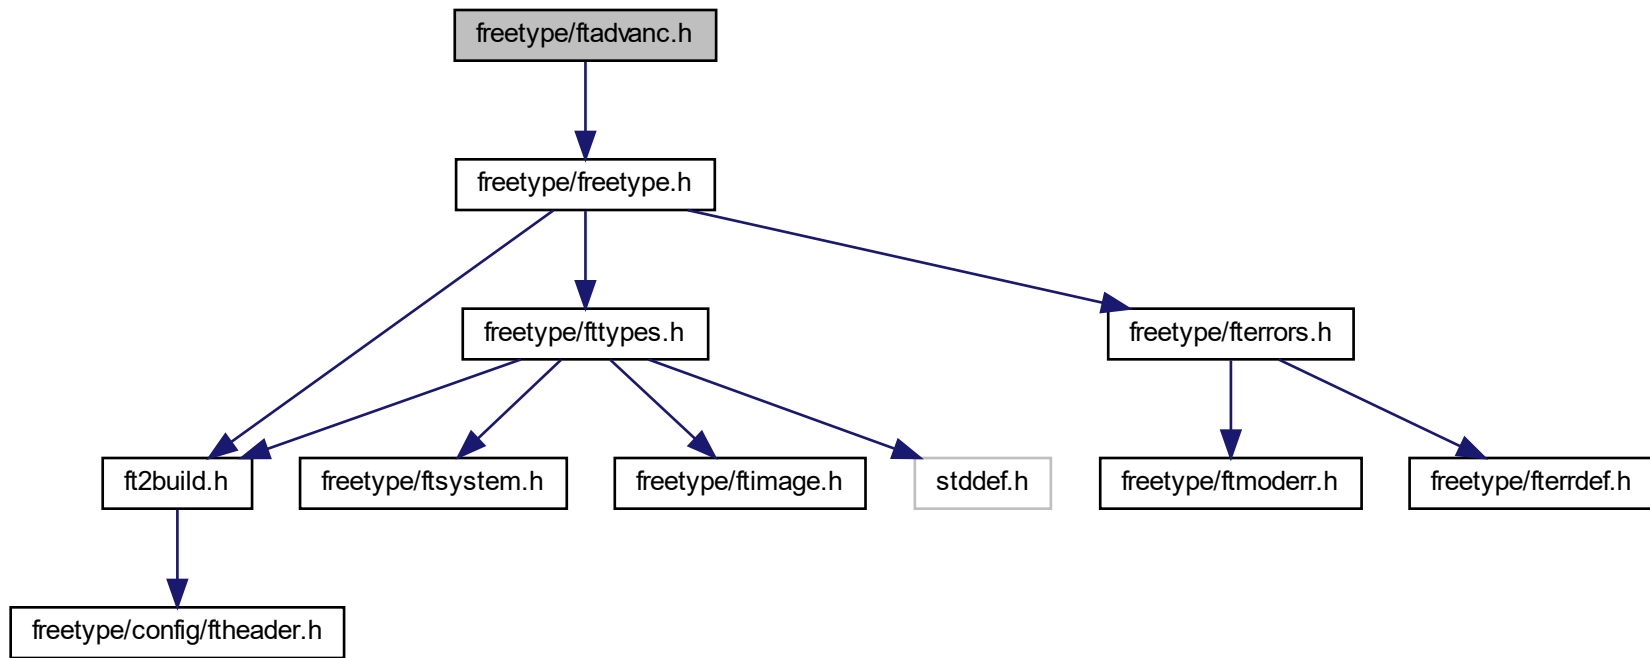 freetype/ftadvanc.h
freetype/freetype.h
freetype/fttypes.h
freetype/fterrors.h
ft2build.h
freetype/ftsystem.h
freetype/ftimage.h
stddef.h
freetype/ftmoderr.h
freetype/fterrdef.h
freetype/config/ftheader.h